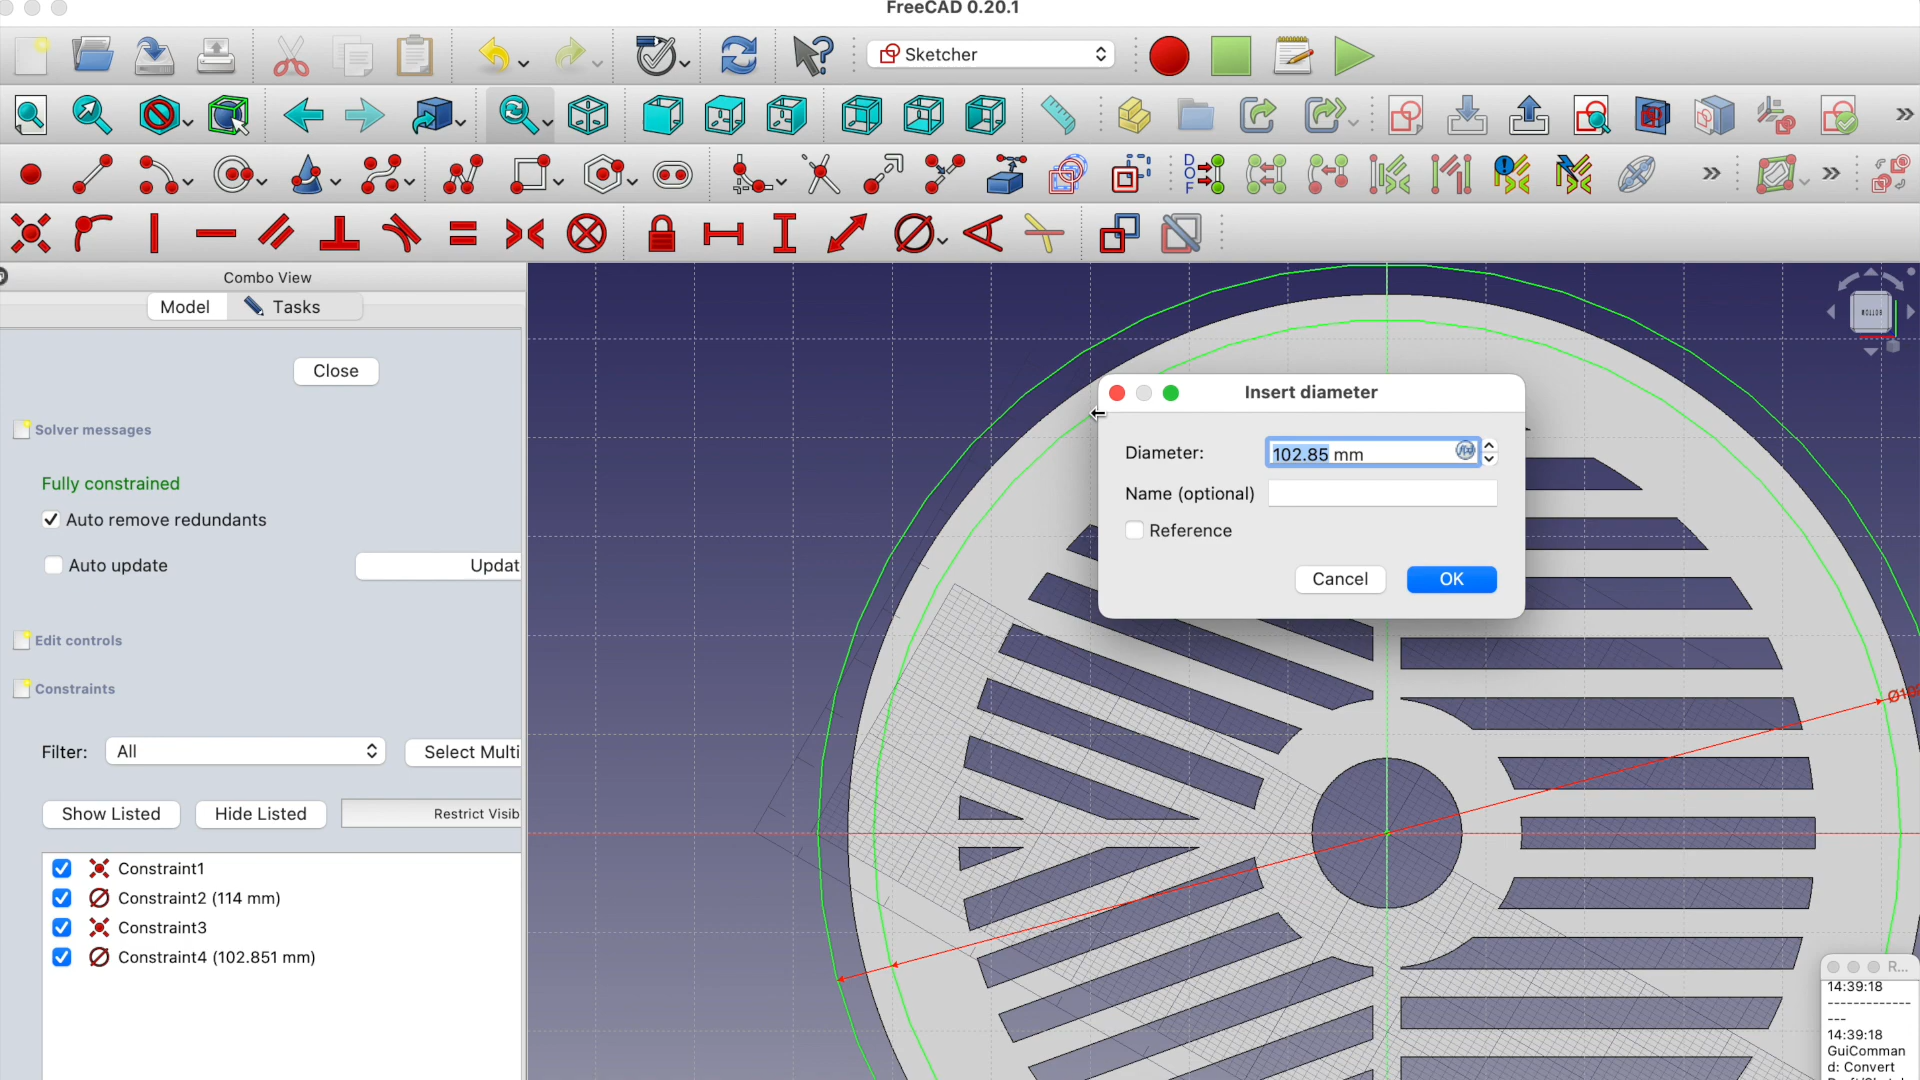 FreeCAD 0.20.1
Sketcher
Combo View
Model
Tasks
Close
Solver messages
Fully constrained
Auto remove redundants
Auto update
Updat
Edit controls
Constraints
Filter:
All
Select Multi
Show Listed
Hide Listed
Restrict Visib
Constraint1
Constraint2 (114 mm)
Constraint3
Constraint4 (102.851 mm)
Insert diameter
Diameter:
102.85 mm
Name (optional)
Reference
Cancel
OK
BOTTOM
R...
14:39:18
--------------
---
14:39:18
GuiComman
d: Convert